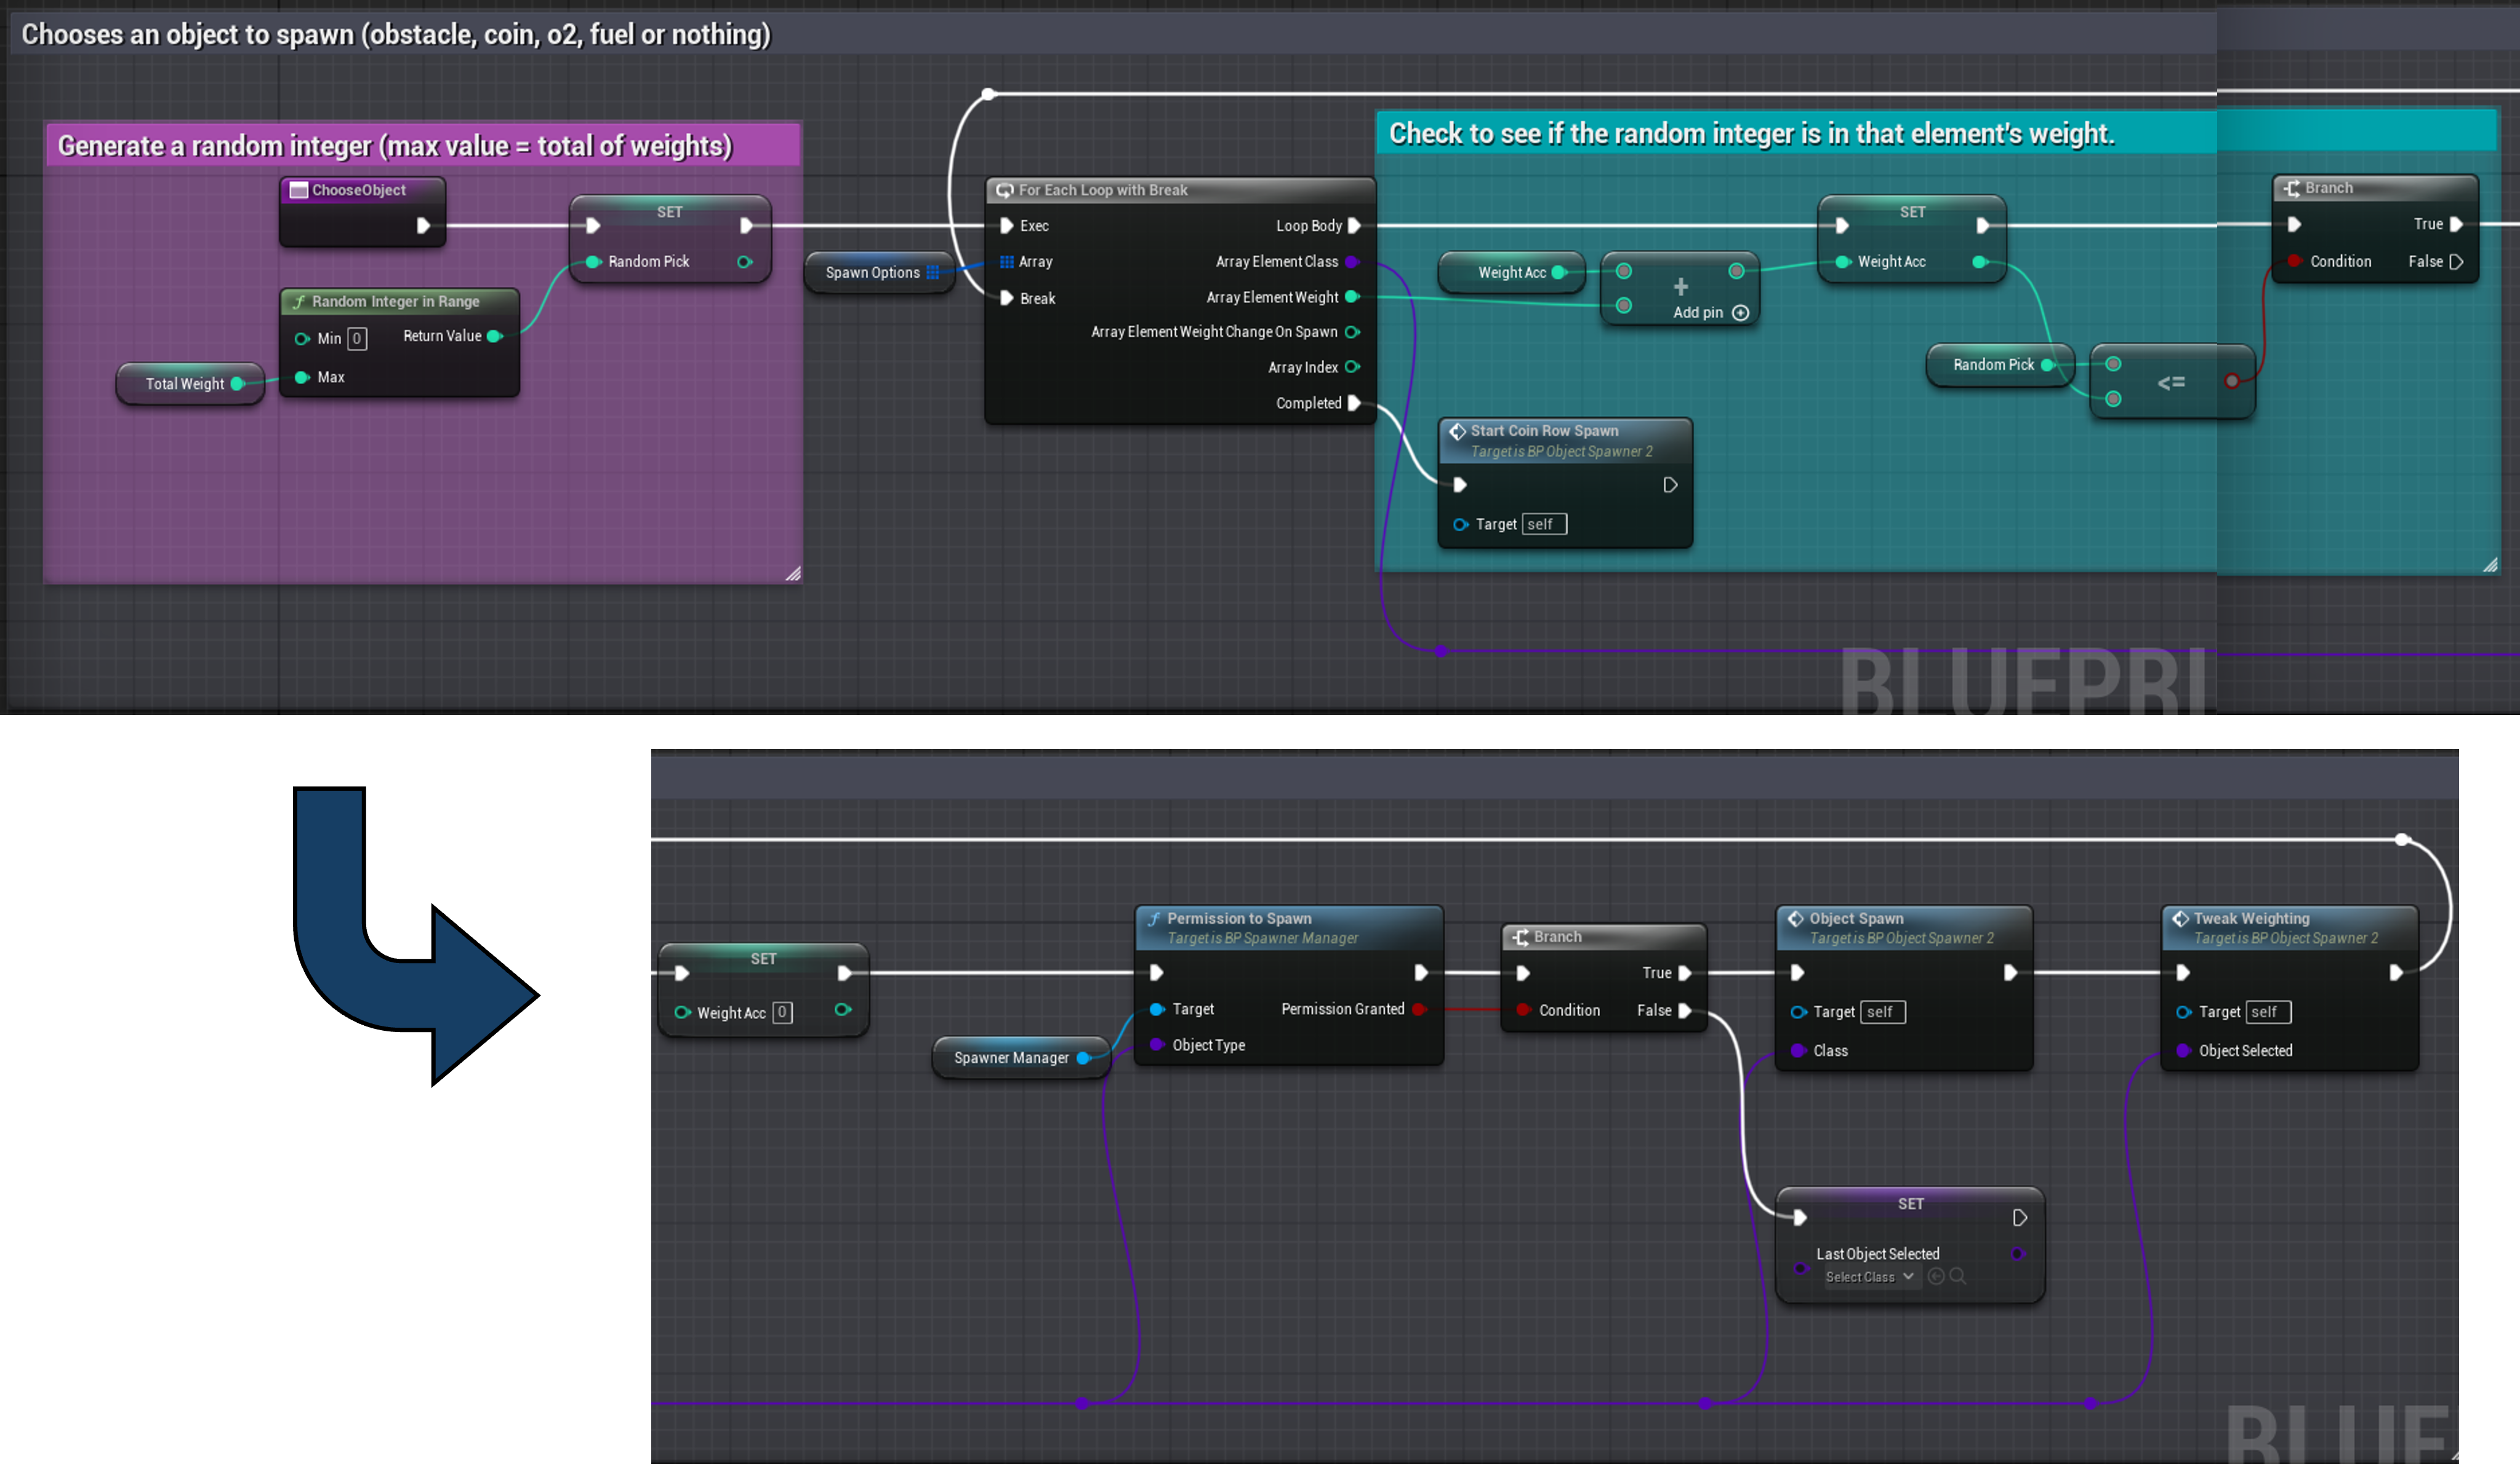 Chooses an object to spawn (obstacle, coin, o2, fuel or nothing)
Generate a random integer (max value = total of weights)
ChooseObject
SET
Random Pick
Random Integer in Range
Min 0
Return Value
Max
Total Weight
Spawn Options
For Each Loop with Break
Exec
Loop Body
Array
Array Element Class
Break
Array Element Weight
Array Element Weight Change On Spawn
Array Index
Completed
Check to see if the random integer is in that element's weight.
Weight Acc
+
Add pin
SET
Weight Acc
Random Pick
<=
Start Coin Row Spawn
Target is BP Object Spawner 2
Target self
Branch
True
Condition
False
BLUEPRI
SET
Weight Acc 0
Spawner Manager
Permission to Spawn
Target is BP Spawner Manager
Target
Permission Granted
Object Type
Branch
True
Condition
False
Object Spawn
Target is BP Object Spawner 2
Target self
Class
Tweak Weighting
Target is BP Object Spawner 2
Target self
Object Selected
SET
Last Object Selected
Select Class
BLUE